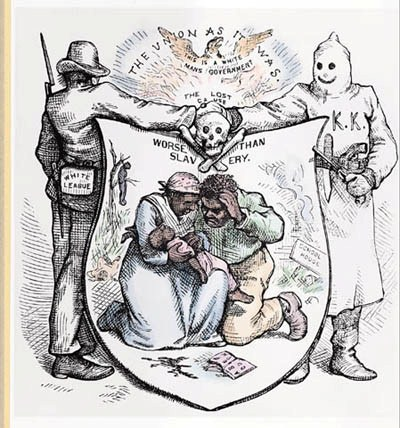 THE UNION AS IT WAS.
THIS IS A WHITE
MANS GOVERNMENT
THE LOST
CAUSE
WORSE THAN
SLAVERY.
WHITE
LEAGUE
K.K.
SCHOOL
HOUSE